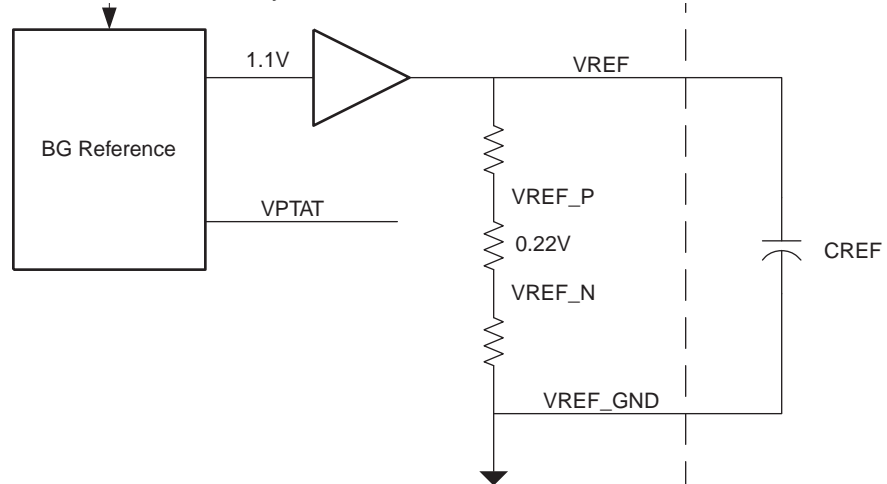 1.1V
VREF
BG Reference
VREF_P
VPTAT
0.22V
CREF
VREF_N
VREF_GND